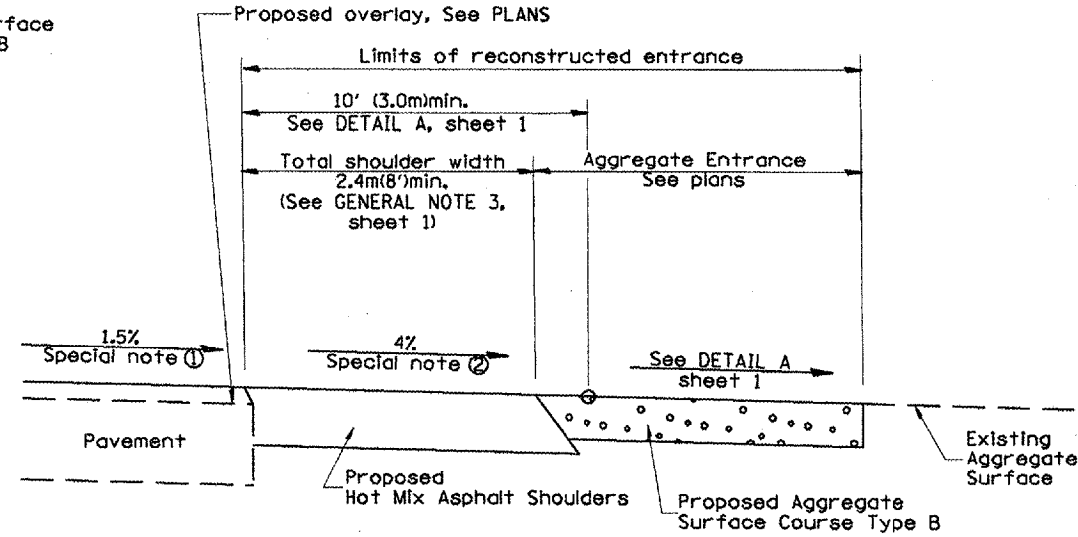 rface
B
Proposed overlay, See PLANS
Limits of reconstructed entrance
10' (3.0m)min.
See DETAIL A, sheet 1
Total shoulder width
2.4m(8')min.
(See GENERAL NOTE 3,
sheet 1)
Aggregate Entrance
See plans
1.5%
Special note ①
4%
Special note ②
See DETAIL A
sheet 1
Pavement
Proposed
Hot Mix Asphalt Shoulders
Proposed Aggregate
Surface Course Type B
Existing
Aggregate
Surface